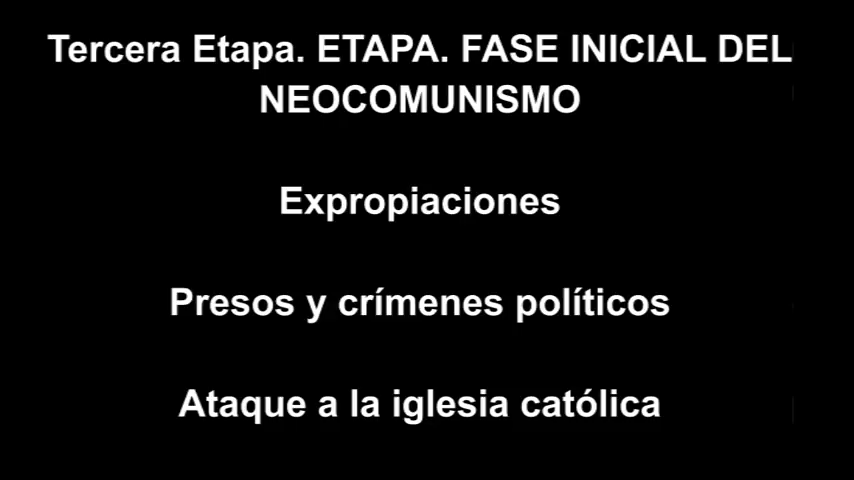 Tercera Etapa. ETAPA. FASE INICIAL DEL
NEOCOMUNISMO
Expropiaciones
Presos y crímenes políticos
Ataque a la iglesia católica